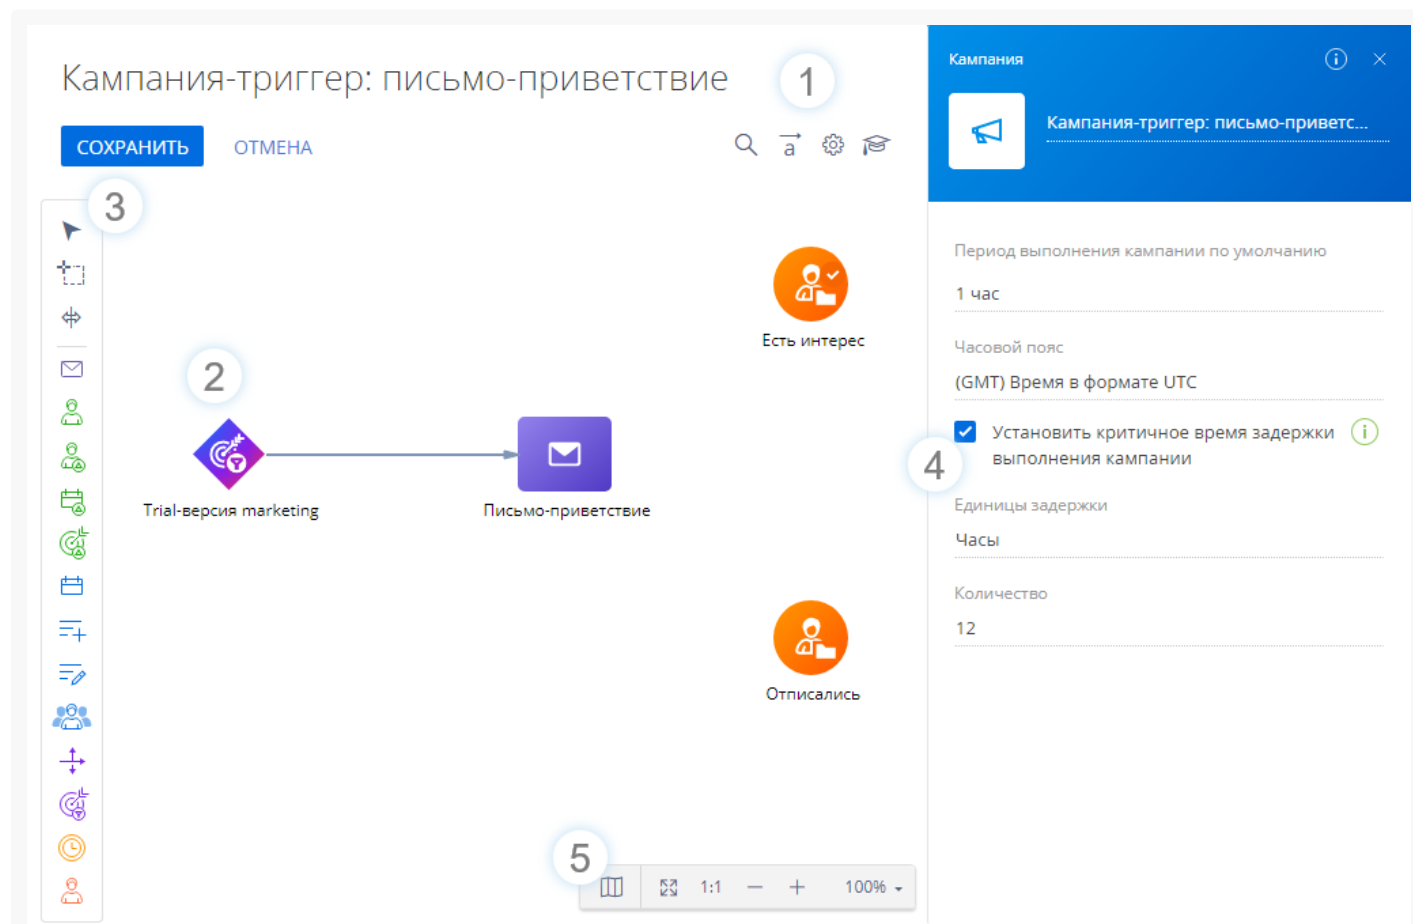 Кампания-триггер: письмо-приветствие
1
СОХРАНИТЬ ОТМЕНА
a
3
2
Есть интерес
Trial-версия marketing
Письмо-приветствие
Отписались
5
1:1 — + 100%
Кампания
Кампания-триггер: письмо-приветс...
Период выполнения кампании по умолчанию
1 час
Часовой пояс
(GMT) Время в формате UTC
Установить критичное время задержки
выполнения кампании
4
Единицы задержки
Часы
Количество
12